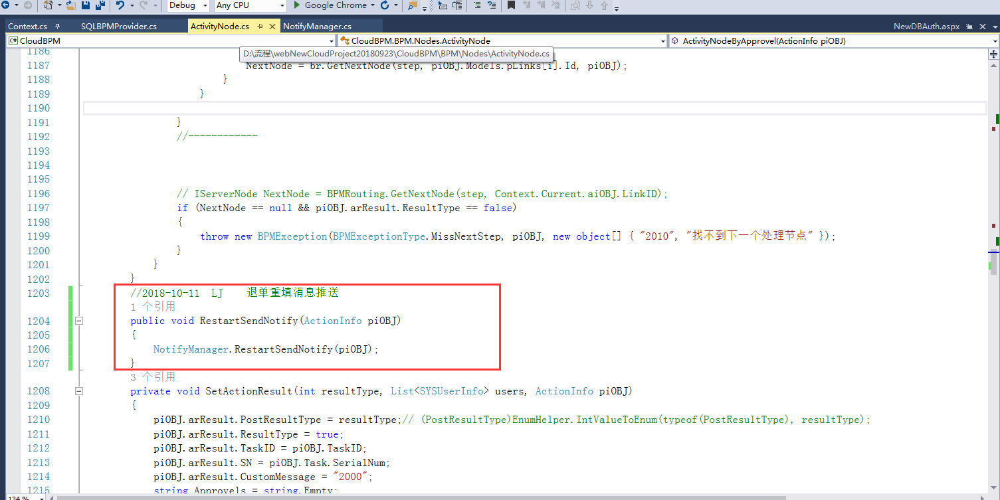 Debug Any CPU Google Chrome
Context.cs SQLBPMProvider.cs ActivityNode.cs NotifyManager.cs NewDBAuth.aspx
C# CloudBPM CloudBPM.BPM.Nodes.ActivityNode ActivityNodeByApprovel(ActionInfo piOBJ)
D:\流程\webNewCloudProject20180923\CloudBPM\BPM\Nodes\ActivityNode.cs
1186
1187 NextNode = br.GetNextNode(step, piOBJ.Models.pLinks[i].Id, piOBJ);
1188 }
1189 }
1190
1191 }
1192 //------------
1193
1194
1195
1196 // IServerNode NextNode = BPMRouting.GetNextNode(step, Context.Current.aiOBJ.LinkID);
1197 if (NextNode == null && piOBJ.arResult.ResultType == false)
1198 {
1199 throw new BPMException(BPMExceptionType.MissNextStep, piOBJ, new object[] { "2010", "找不到下一个处理节点" });
1200 }
1201 }
1202 }
1203 //2018-10-11 LJ 退单重填消息推送
1 个引用
1204 public void RestartSendNotify(ActionInfo piOBJ)
1205 {
1206 NotifyManager.RestartSendNotify(piOBJ);
1207 }
3 个引用
1208 private void SetActionResult(int resultType, List<SYSUserInfo> users, ActionInfo piOBJ)
1209 {
1210 piOBJ.arResult.PostResultType = resultType;// (PostResultType)EnumHelper.IntValueToEnum(typeof(PostResultType), resultType);
1211 piOBJ.arResult.ResultType = true;
1212 piOBJ.arResult.TaskID = piOBJ.TaskID;
1213 piOBJ.arResult.SN = piOBJ.Task.SerialNum;
1214 piOBJ.arResult.CustomMessage = "2000";
1215 string Approvels = string.Empty;
134 %